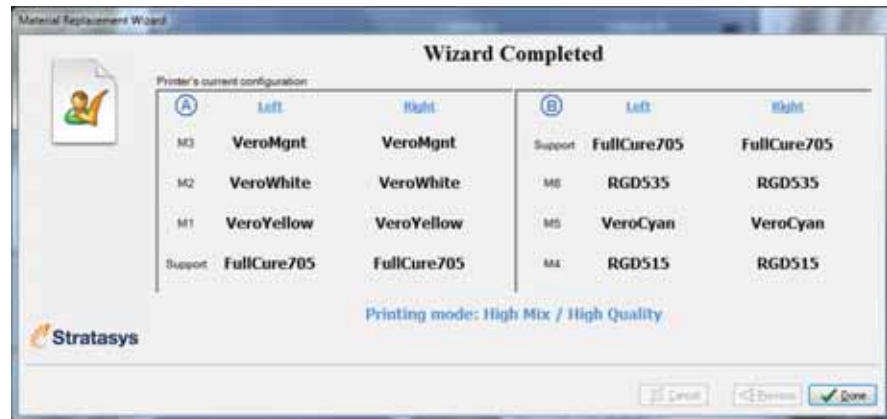 Material Replacement Wizard
Wizard Completed
Printer's current configuration
A Left Right
M3 VeroMgnt VeroMgnt
M2 VeroWhite VeroWhite
M1 VeroYellow VeroYellow
Support FullCure705 FullCure705
B Left Right
Support FullCure705 FullCure705
M6 RGD535 RGD535
M5 VeroCyan VeroCyan
M4 RGD515 RGD515
Printing mode: High Mix / High Quality
Stratasys
Cancel Previous Done